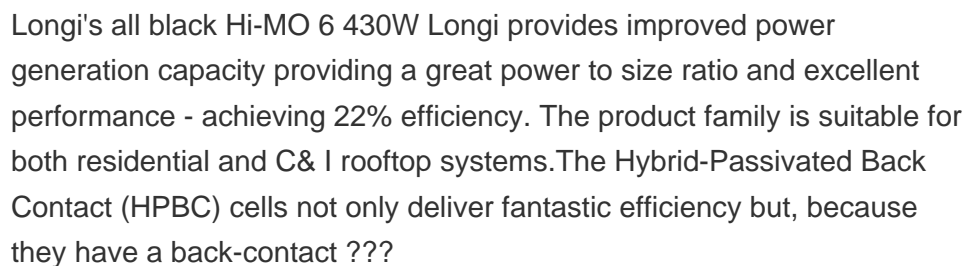 Longi's all black Hi-MO 6 430W Longi provides improved power
generation capacity providing a great power to size ratio and excellent
performance - achieving 22% efficiency. The product family is suitable for
both residential and C& I rooftop systems.The Hybrid-Passivated Back
Contact (HPBC) cells not only deliver fantastic efficiency but, because
they have a back-contact ???